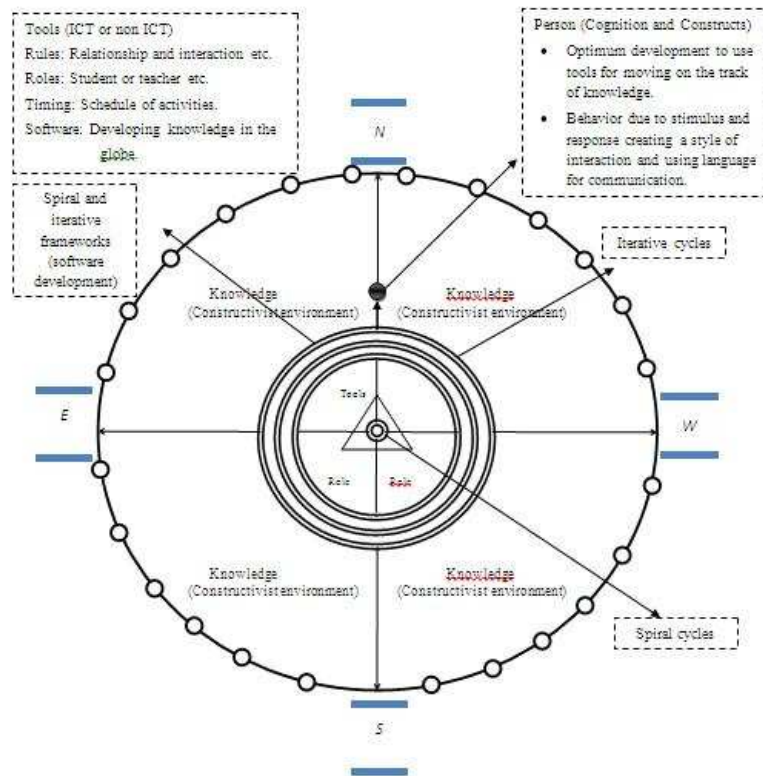 Tools (ICT or non ICT)
Rules: Relationship and interaction etc.
Roles: Student or teacher etc.
Timing: Schedule of activities.
Software: Developing knowledge in the
globe.
Person (Cognition and Constructs)
• Optimum development to use
tools for moving on the track
of knowledge.
• Behavior due to stimulus and
response creating a style of
interaction and using language
for communication.
N
Spiral and
iterative
frameworks
(software
development)
Iterative cycles
Knowledge
(Constructivist environment)
Knowledge
(Constructivist environment)
E
Tools
W
Knowledge
(Constructivist environment)
Knowledge
(Constructivist environment)
Spiral cycles
S